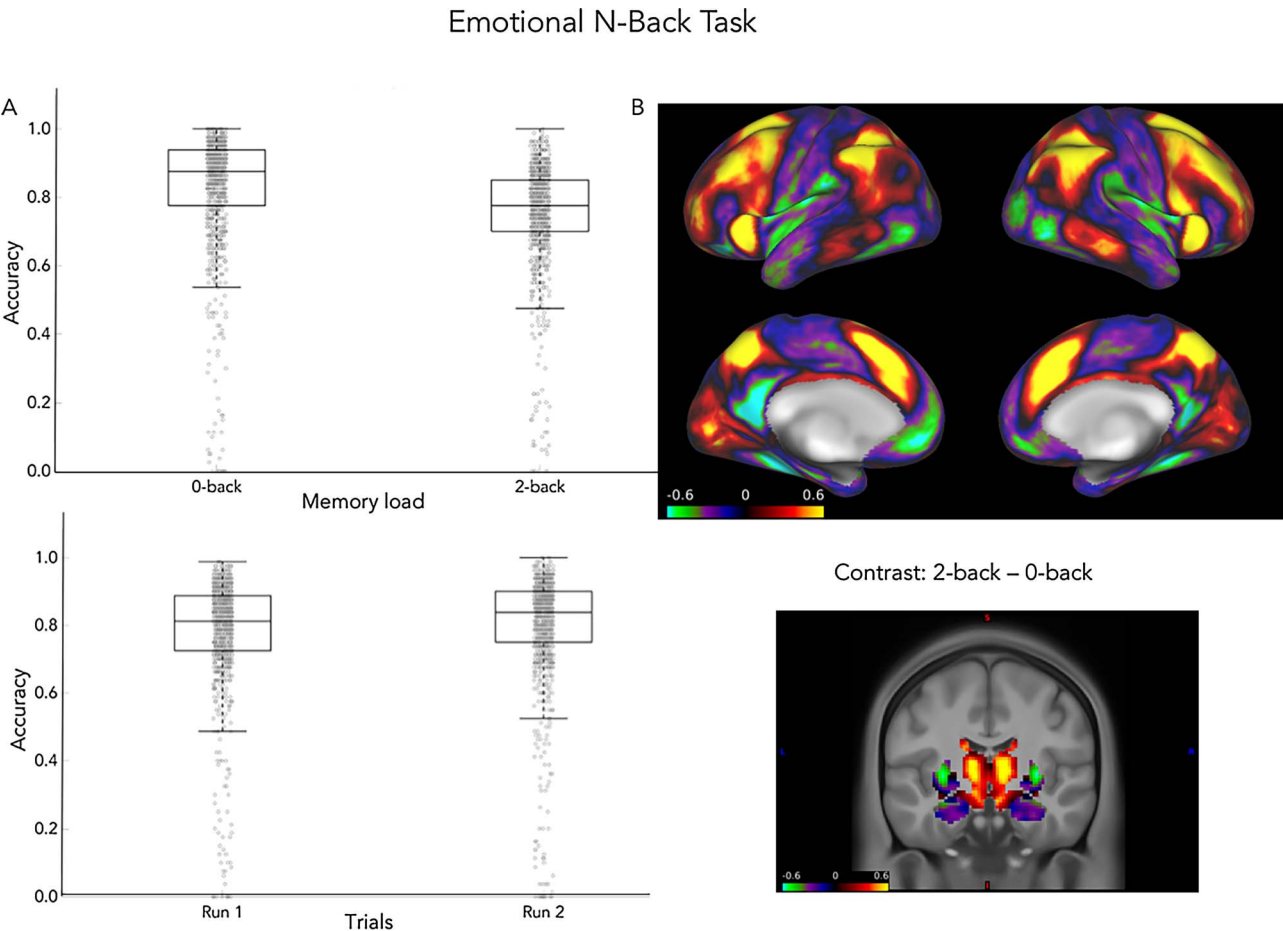 Emotional N-Back Task
A
B
1.0
0.8
0.6
0.4
0.2
0.0
Accuracy
0-back
2-back
Memory load
1.0
0.8
0.6
0.4
0.2
0.0
Accuracy
Run 1
Run 2
Trials
-0.6 0 0.6
Contrast: 2-back – 0-back
S
-0.6 0 0.6